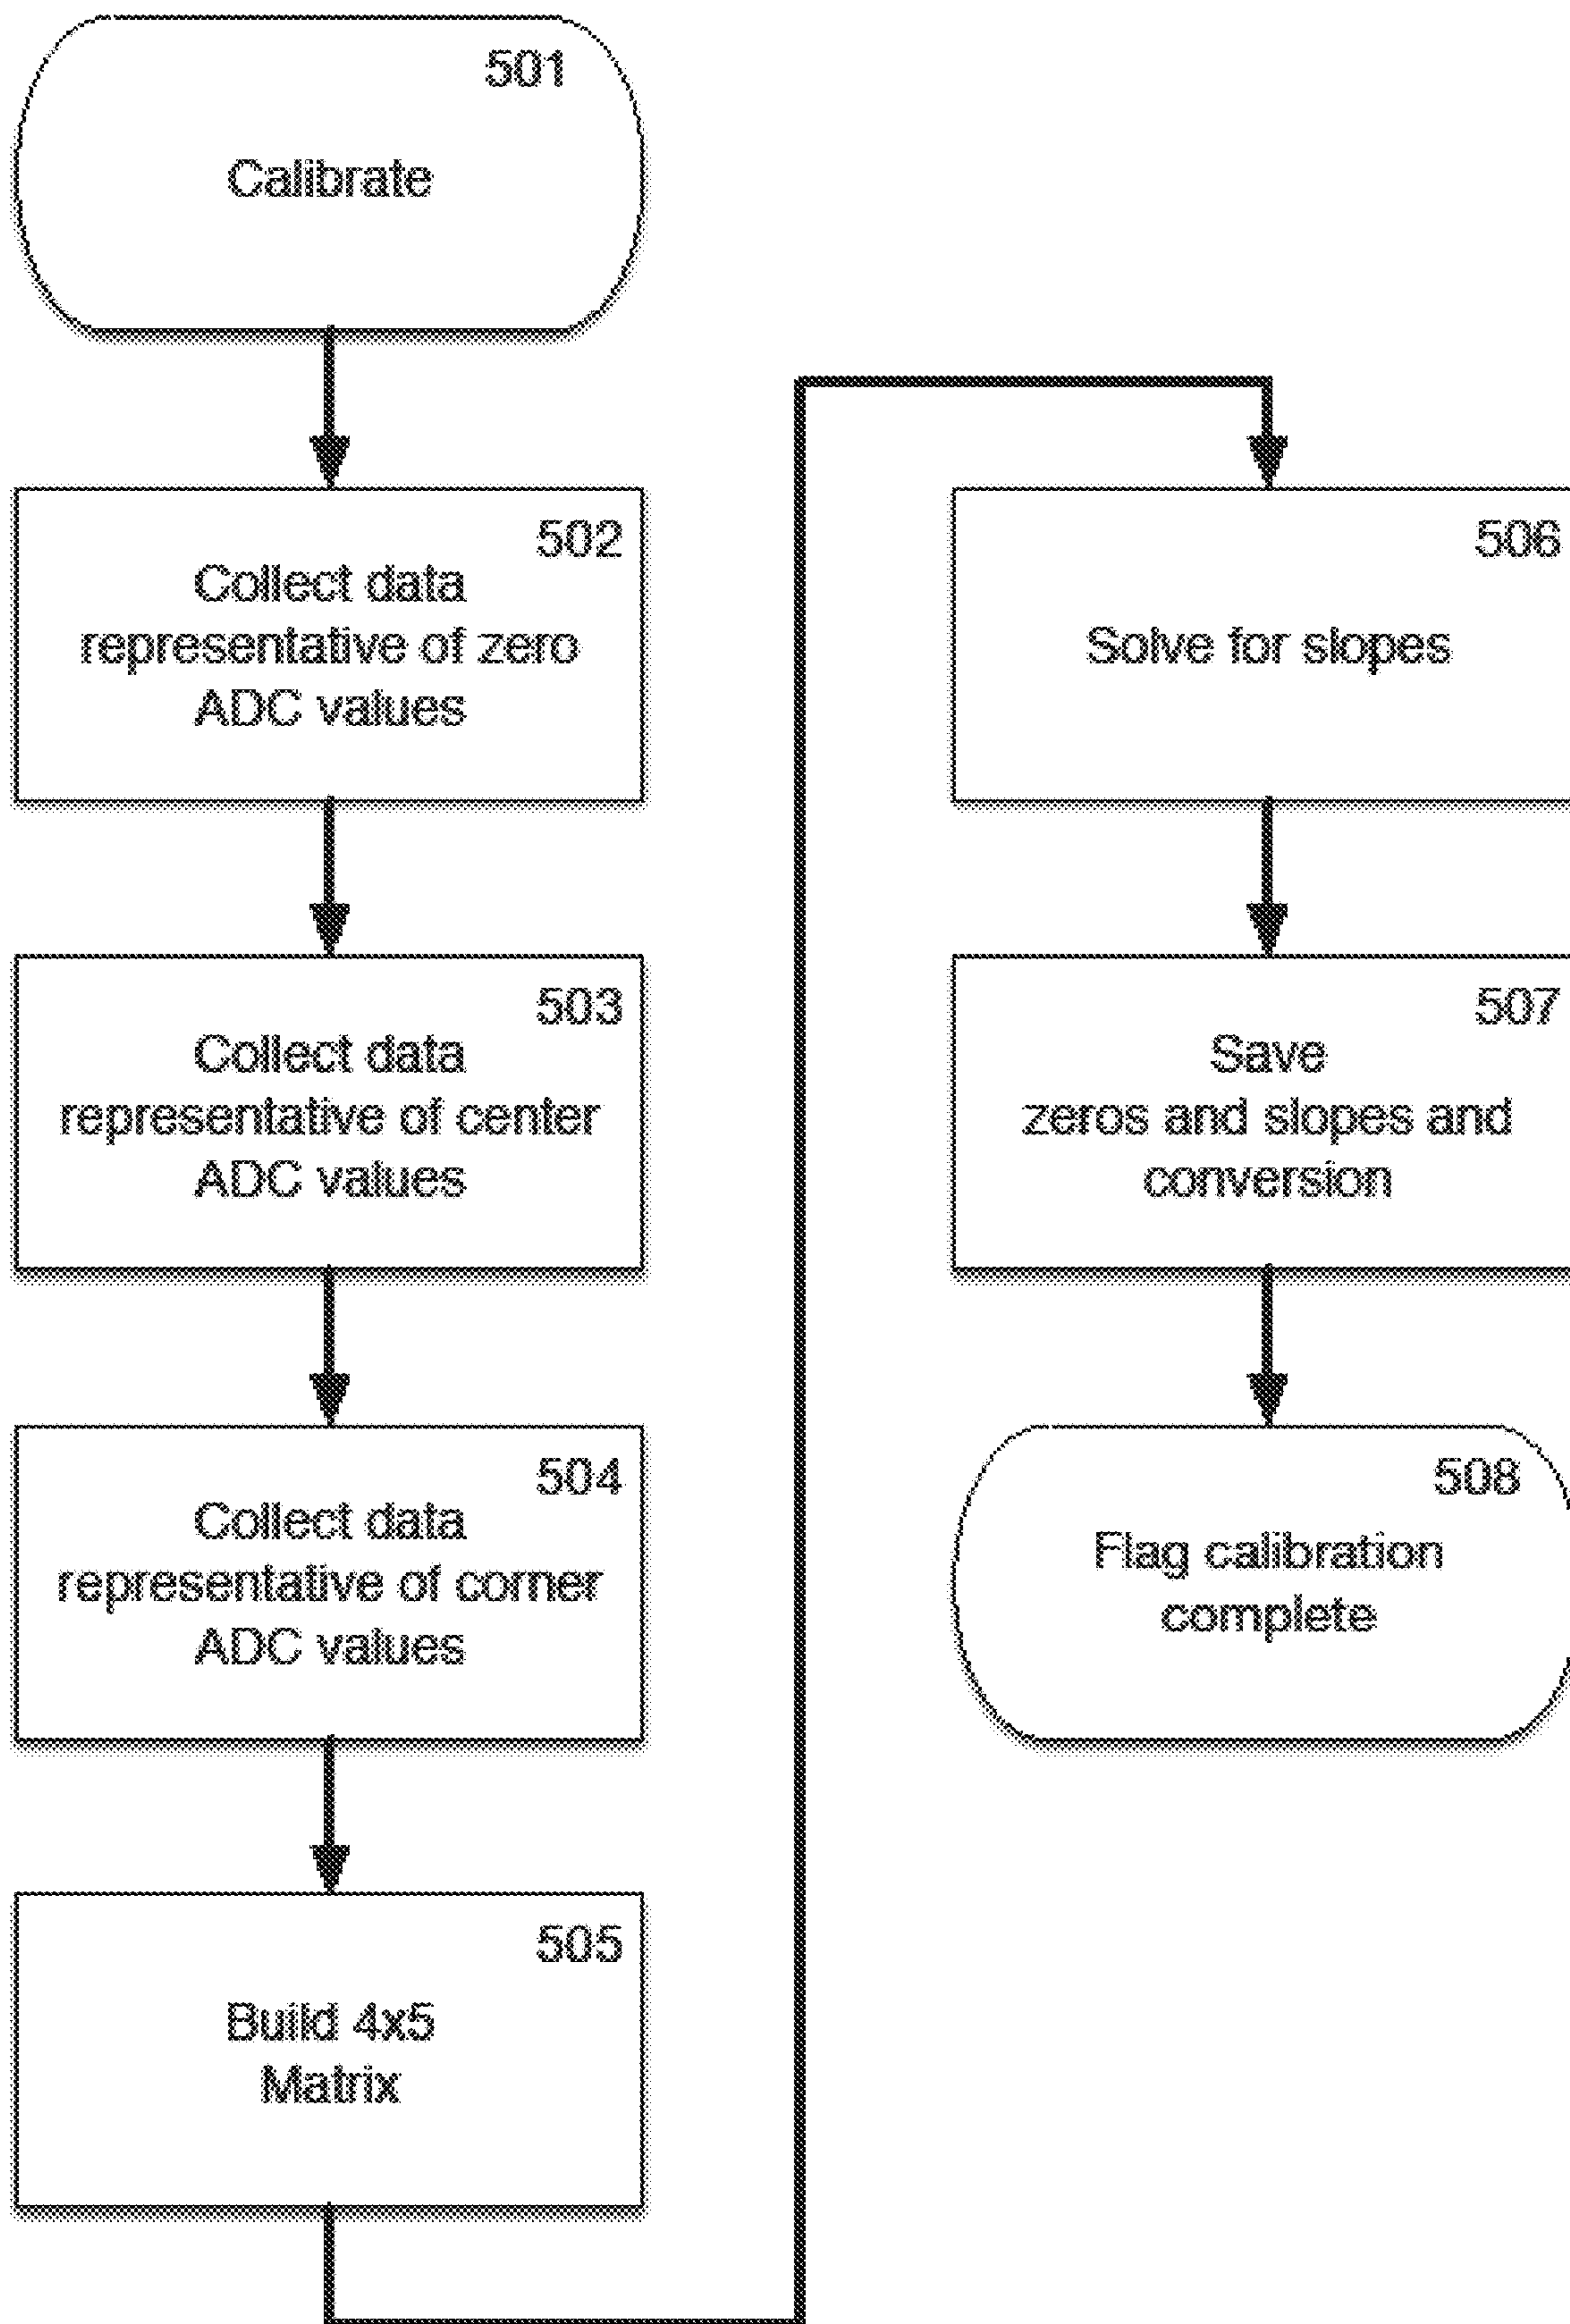 501
Calibrate
502
Collect data
representative of zero
ADC values
503
Collect data
representative of center
ADC values
504
Collect data
representative of corner
ADC values
505
Build 4x5
Matrix
506
Solve for slopes
507
Save
zeros and slopes and
conversion
508
Flag calibration
complete